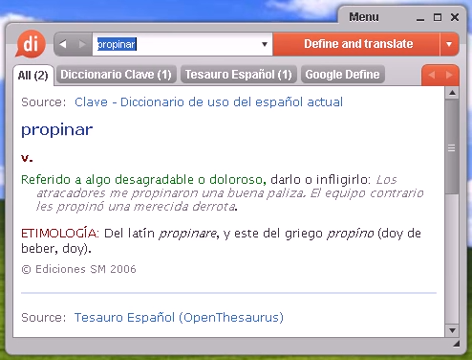 Menu
di propinar Define and translate
All (2) Diccionario Clave (1) Tesauro Español (1) Google Define
Source: Clave - Diccionario de uso del español actual
propinar
v.
Referido a algo desagradable o doloroso, darlo o infligirlo: Los
atracadores me propinaron una buena paliza. El equipo contrario
les propinó una merecida derrota.
ETIMOLOGÍA: Del latín propinare, y este del griego propíno (doy de
beber, doy).
© Ediciones SM 2006
Source: Tesauro Español (OpenThesaurus)